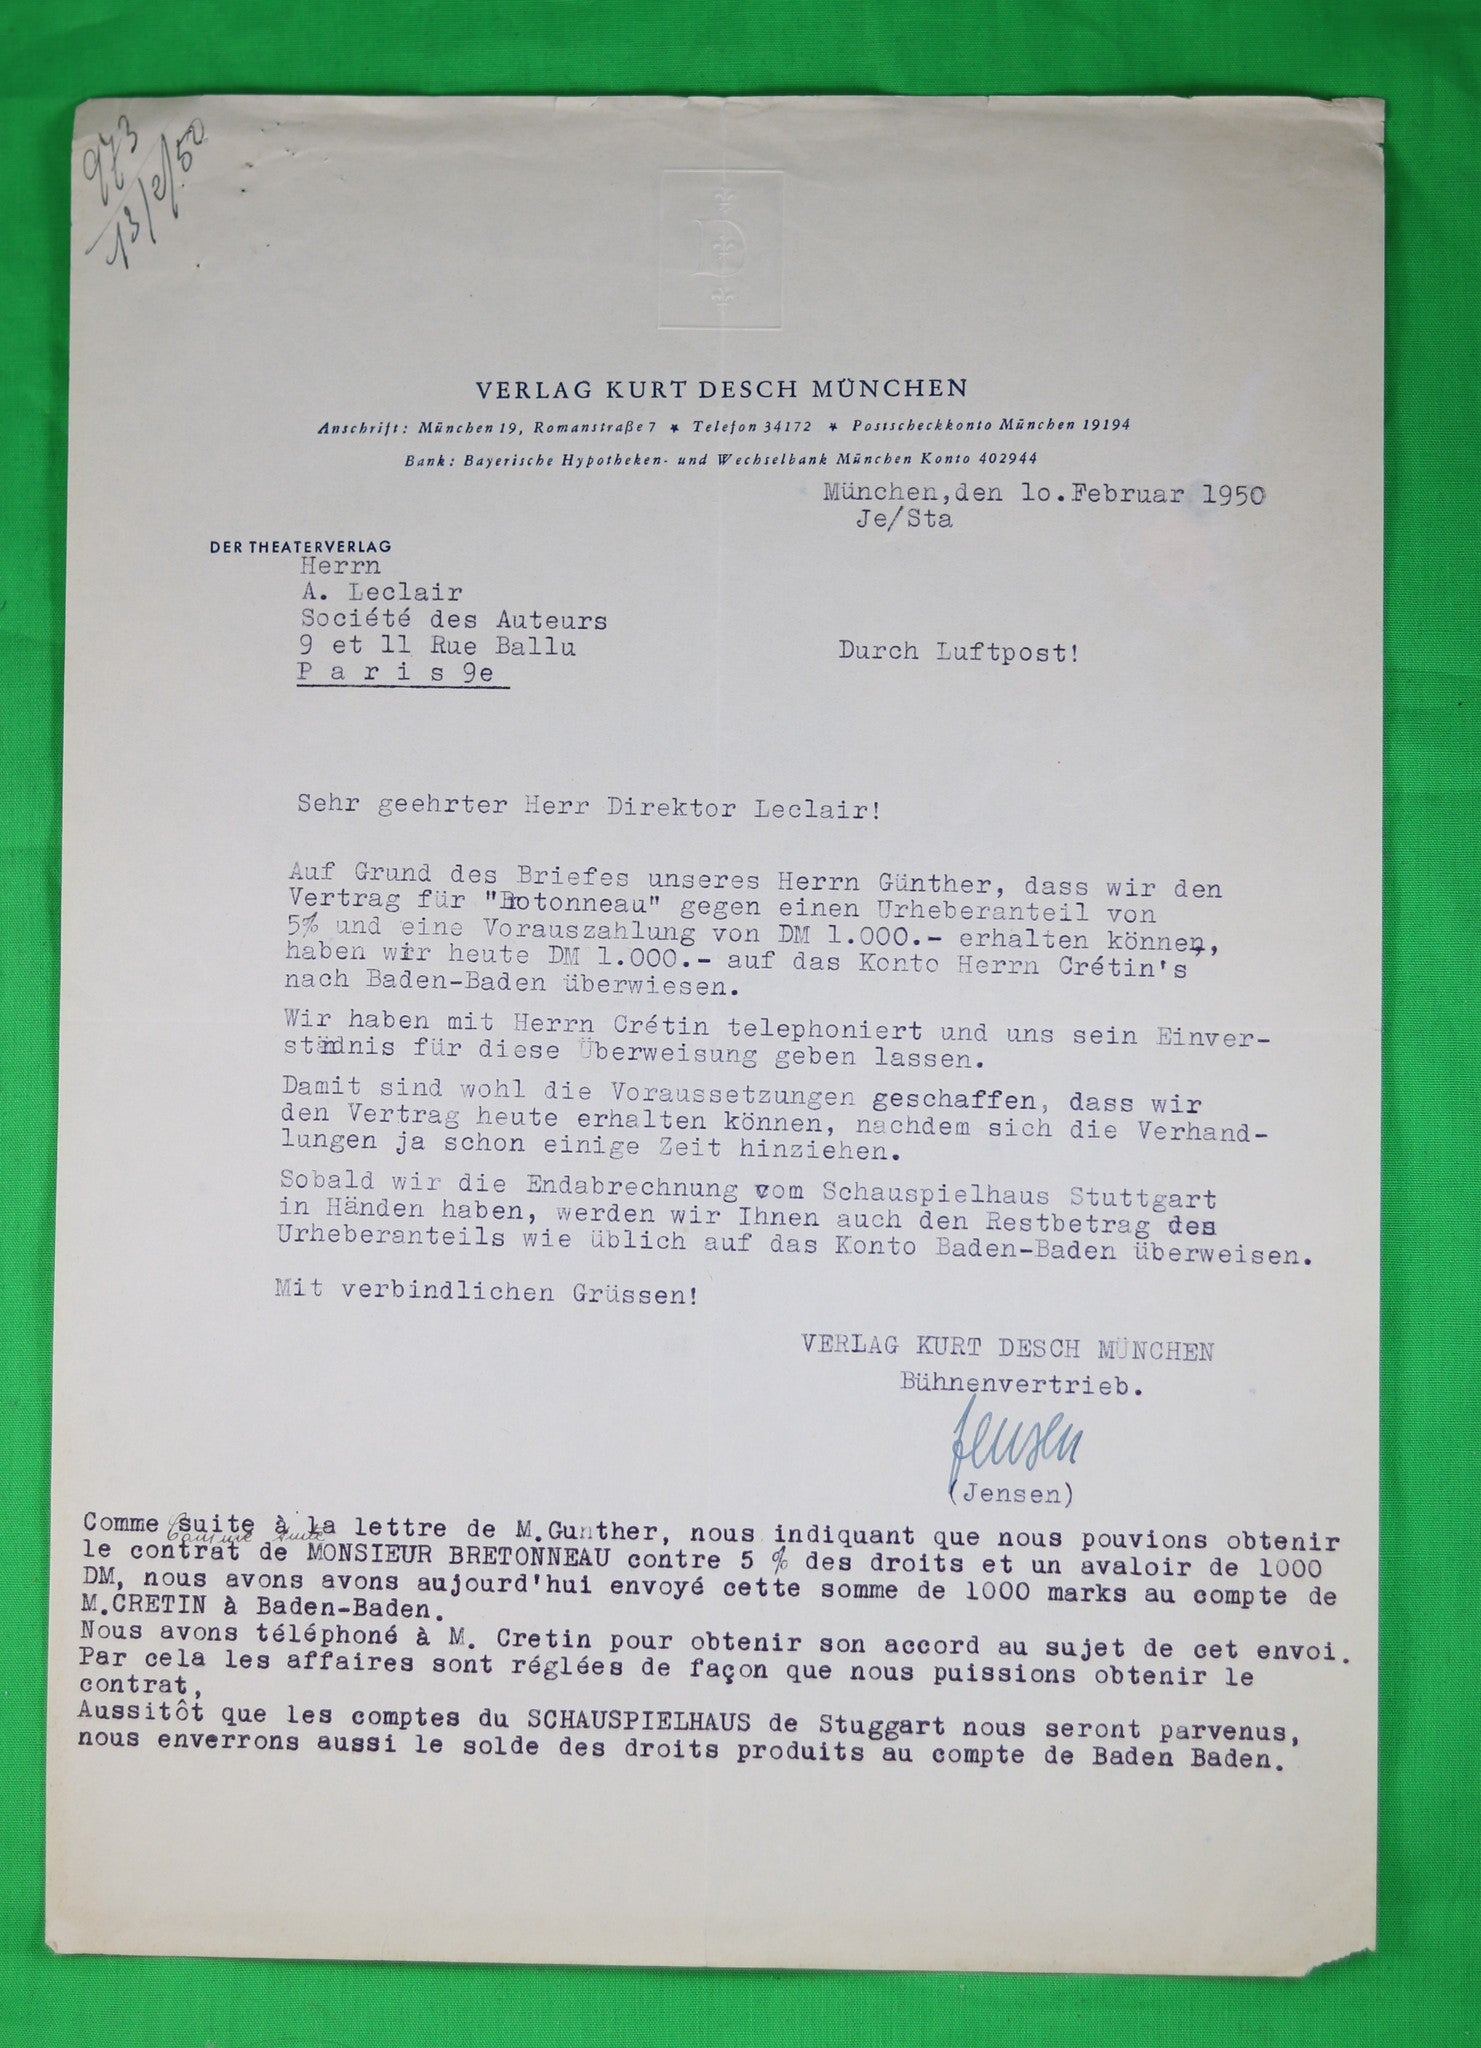 973
13/2/50
D
VERLAG KURT DESCH MÜNCHEN
Anschrift: München 19, Romanstraße 7 ★ Telefon 34172 ★ Postscheckkonto München 19194
Bank: Bayerische Hypotheken- und Wechselbank München Konto 402944
München,den 1o.Februar 1950
Je/Sta
DER THEATERVERLAG
Herrn
A. Leclair
Société des Auteurs
9 et 11 Rue Ballu
Durch Luftpost!
P a r i s 9e
Sehr geehrter Herr Direktor Leclair!
Auf Grund des Briefes unseres Herrn Günther, dass wir den
Vertrag für "Brotonneau" gegen einen Urheberanteil von
5% und eine Vorauszahlung von DM 1.000.- erhalten können,
haben wir heute DM 1.000.- auf das Konto Herrn Crétin's
nach Baden-Baden überwiesen.
Wir haben mit Herrn Crétin telephoniert und uns sein Einver-
ständnis für diese Überweisung geben lassen.
Damit sind wohl die Voraussetzungen geschaffen, dass wir
den Vertrag heute erhalten können, nachdem sich die Verhand-
lungen ja schon einige Zeit hinziehen.
Sobald wir die Endabrechnung vom Schauspielhaus Stuttgart
in Händen haben, werden wir Ihnen auch den Restbetrag des
Urheberanteils wie üblich auf das Konto Baden-Baden überweisen.
Mit verbindlichen Grüssen!
VERLAG KURT DESCH MÜNCHEN
Bühnenvertrieb.
Jensen
(Jensen)
Comme suite à la lettre de M.Gunther, nous indiquant que nous pouvions obtenir
Comme suite
le contrat de MONSIEUR BRETONNEAU contre 5 % des droits et un avaloir de 1000
DM, nous avons avons aujourd'hui envoyé cette somme de 1000 marks au compte de
M.CRETIN à Baden-Baden.
Nous avons téléphoné à M. Cretin pour obtenir son accord au sujet de cet envoi.
Par cela les affaires sont réglées de façon que nous puissions obtenir le
contrat,
Aussitôt que les comptes du SCHAUSPIELHAUS de Stuggart nous seront parvenus,
nous enverrons aussi le solde des droits produits au compte de Baden Baden.